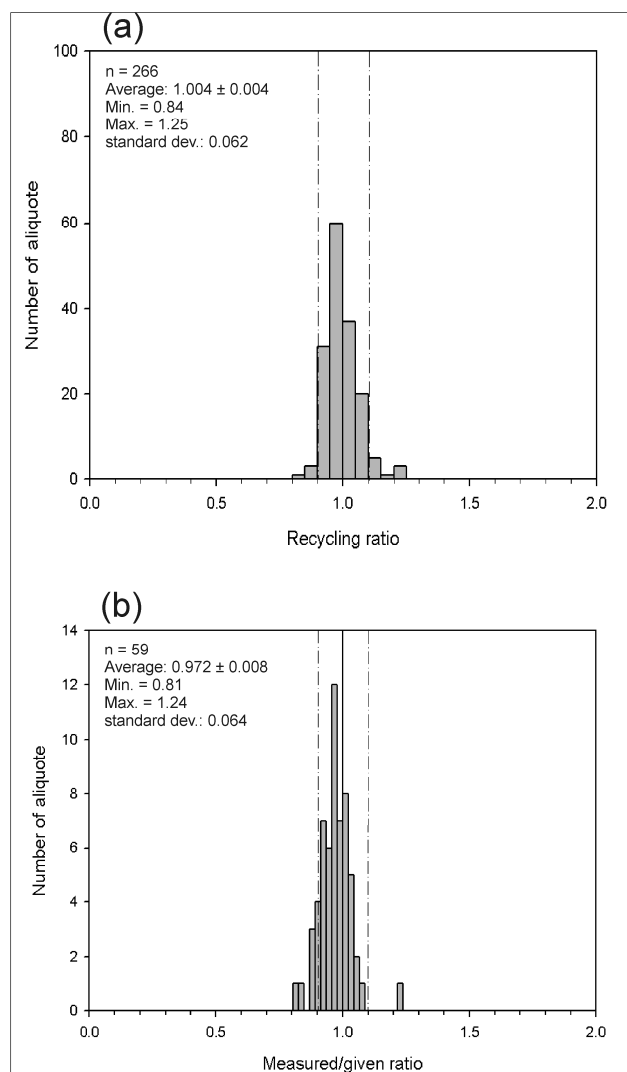 (a)
100
80
60
40
20
0
n = 266
Average: 1.004 ± 0.004
Min. = 0.84
Max. = 1.25
standard dev.: 0.062
Number of aliquote
0.0 0.5 1.0 1.5 2.0
Recycling ratio
(b)
14
12
10
8
6
4
2
0
n = 59
Average: 0.972 ± 0.008
Min. = 0.81
Max. = 1.24
standard dev.: 0.064
Number of aliquote
0.0 0.5 1.0 1.5 2.0
Measured/given ratio